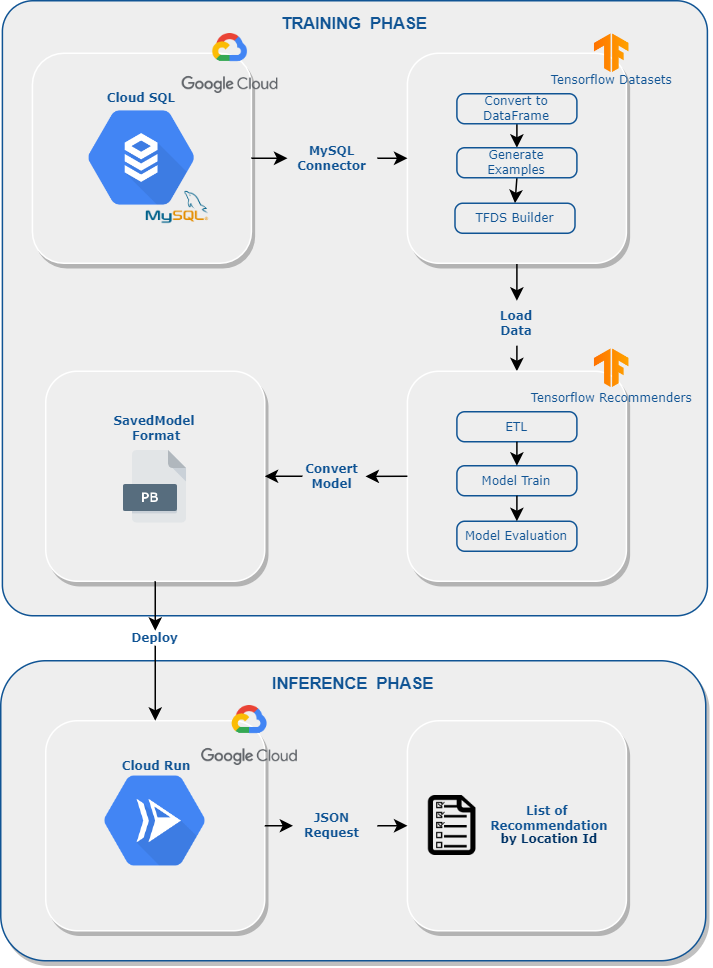 TRAINING PHASE
Google Cloud
Cloud SQL
MySQL
MySQL
Connector
Tensorflow Datasets
Convert to
DataFrame
Generate
Examples
TFDS Builder
Load
Data
Tensorflow Recommenders
ETL
Model Train
Model Evaluation
Convert
Model
SavedModel
Format
PB
Deploy
INFERENCE PHASE
Google Cloud
Cloud Run
JSON
Request
List of
Recommendation
by Location Id